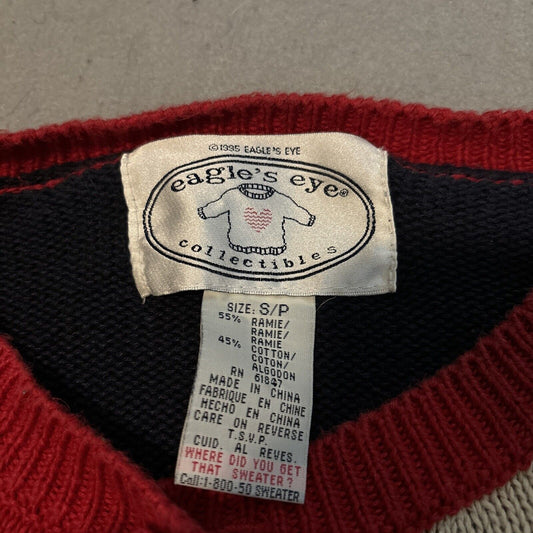 ©1995 EAGLE'S EYE
eagle's eye®
collectibles
SIZE: S/P
55% RAMIE/
RAMIE/
RAMIE
45% COTTON/
COTON/
ALGODON
RN 61847
MADE IN CHINA
FABRIQUE EN CHINE
HECHO EN CHINA
CARE ON REVERSE
T.S.V.P.
CUID. AL REVES.
WHERE DID YOU GET
THAT SWEATER?
Call:1-800-50 SWEATER